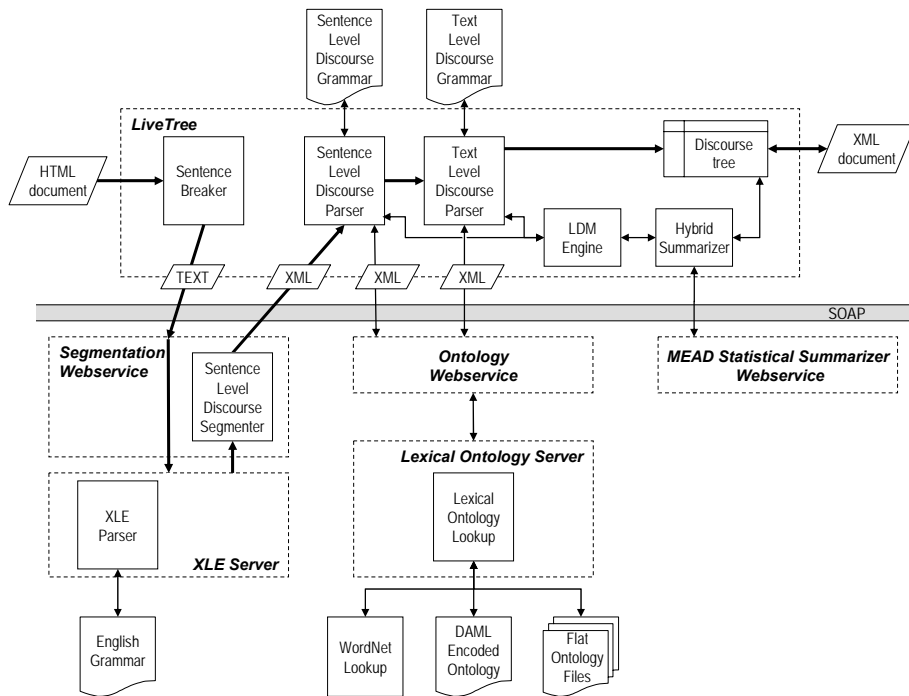 Sentence
Level
Discourse
Grammar
Text
Level
Discourse
Grammar
LiveTree
HTML
document
Sentence
Breaker
Sentence
Level
Discourse
Parser
Text
Level
Discourse
Parser
Discourse
tree
XML
document
LDM
Engine
Hybrid
Summarizer
TEXT
XML
XML
XML
SOAP
Segmentation
Webservice
Sentence
Level
Discourse
Segmenter
Ontology
Webservice
MEAD Statistical Summarizer
Webservice
Lexical Ontology Server
Lexical
Ontology
Lookup
XLE
Parser
XLE Server
English
Grammar
WordNet
Lookup
DAML
Encoded
Ontology
Flat
Ontology
Files